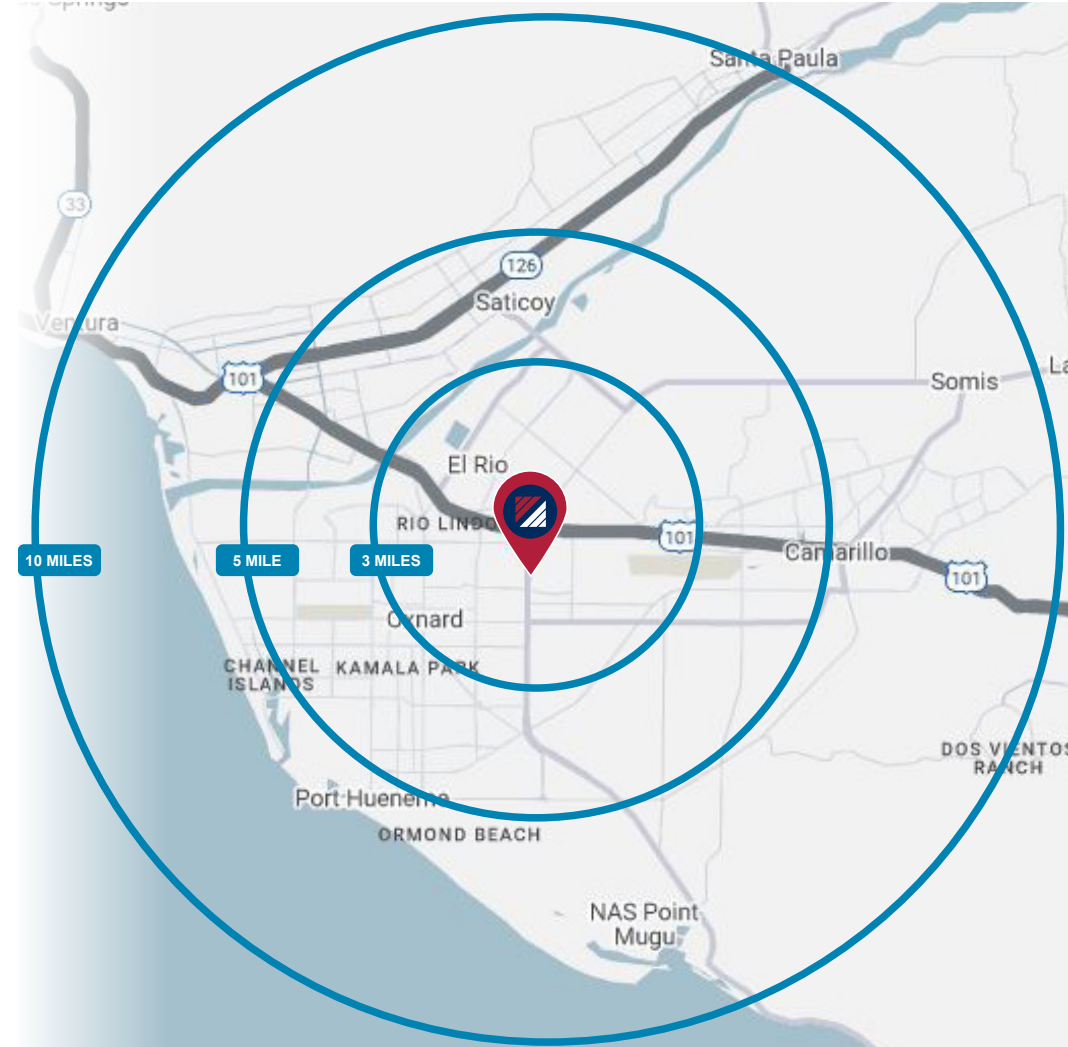 Santa Paula
33
126
Saticoy
Ventura
101
Somis
El Rio
RIO LINDO
101
Camarillo
10 MILES
5 MILE
3 MILES
101
Oxnard
CHANNEL
ISLANDS
KAMALA PARK
DOS VIENTOS
RANCH
Port Hueneme
ORMOND BEACH
NAS Point
Mugu